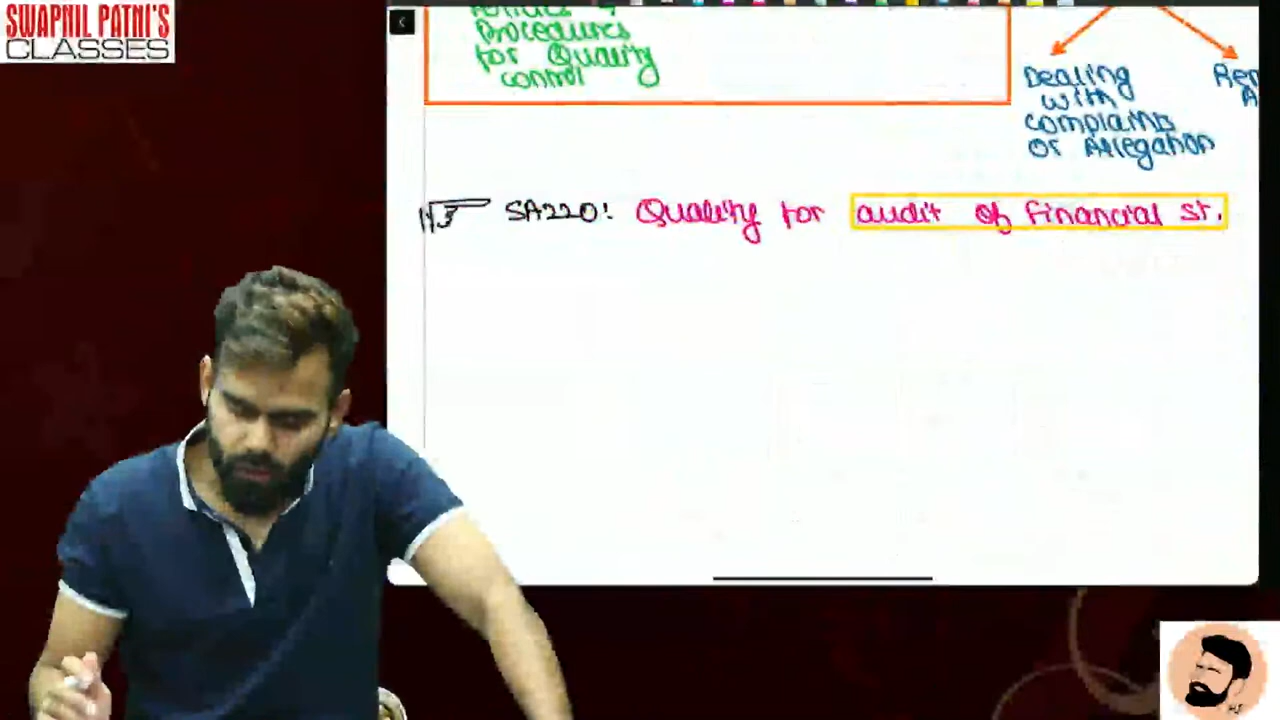 SWAPNIL PATNI'S
CLASSES
Procedures
for Quality
control
Dealing
with
complaints
or Allegation
SA220: Quality for audit of financial st.